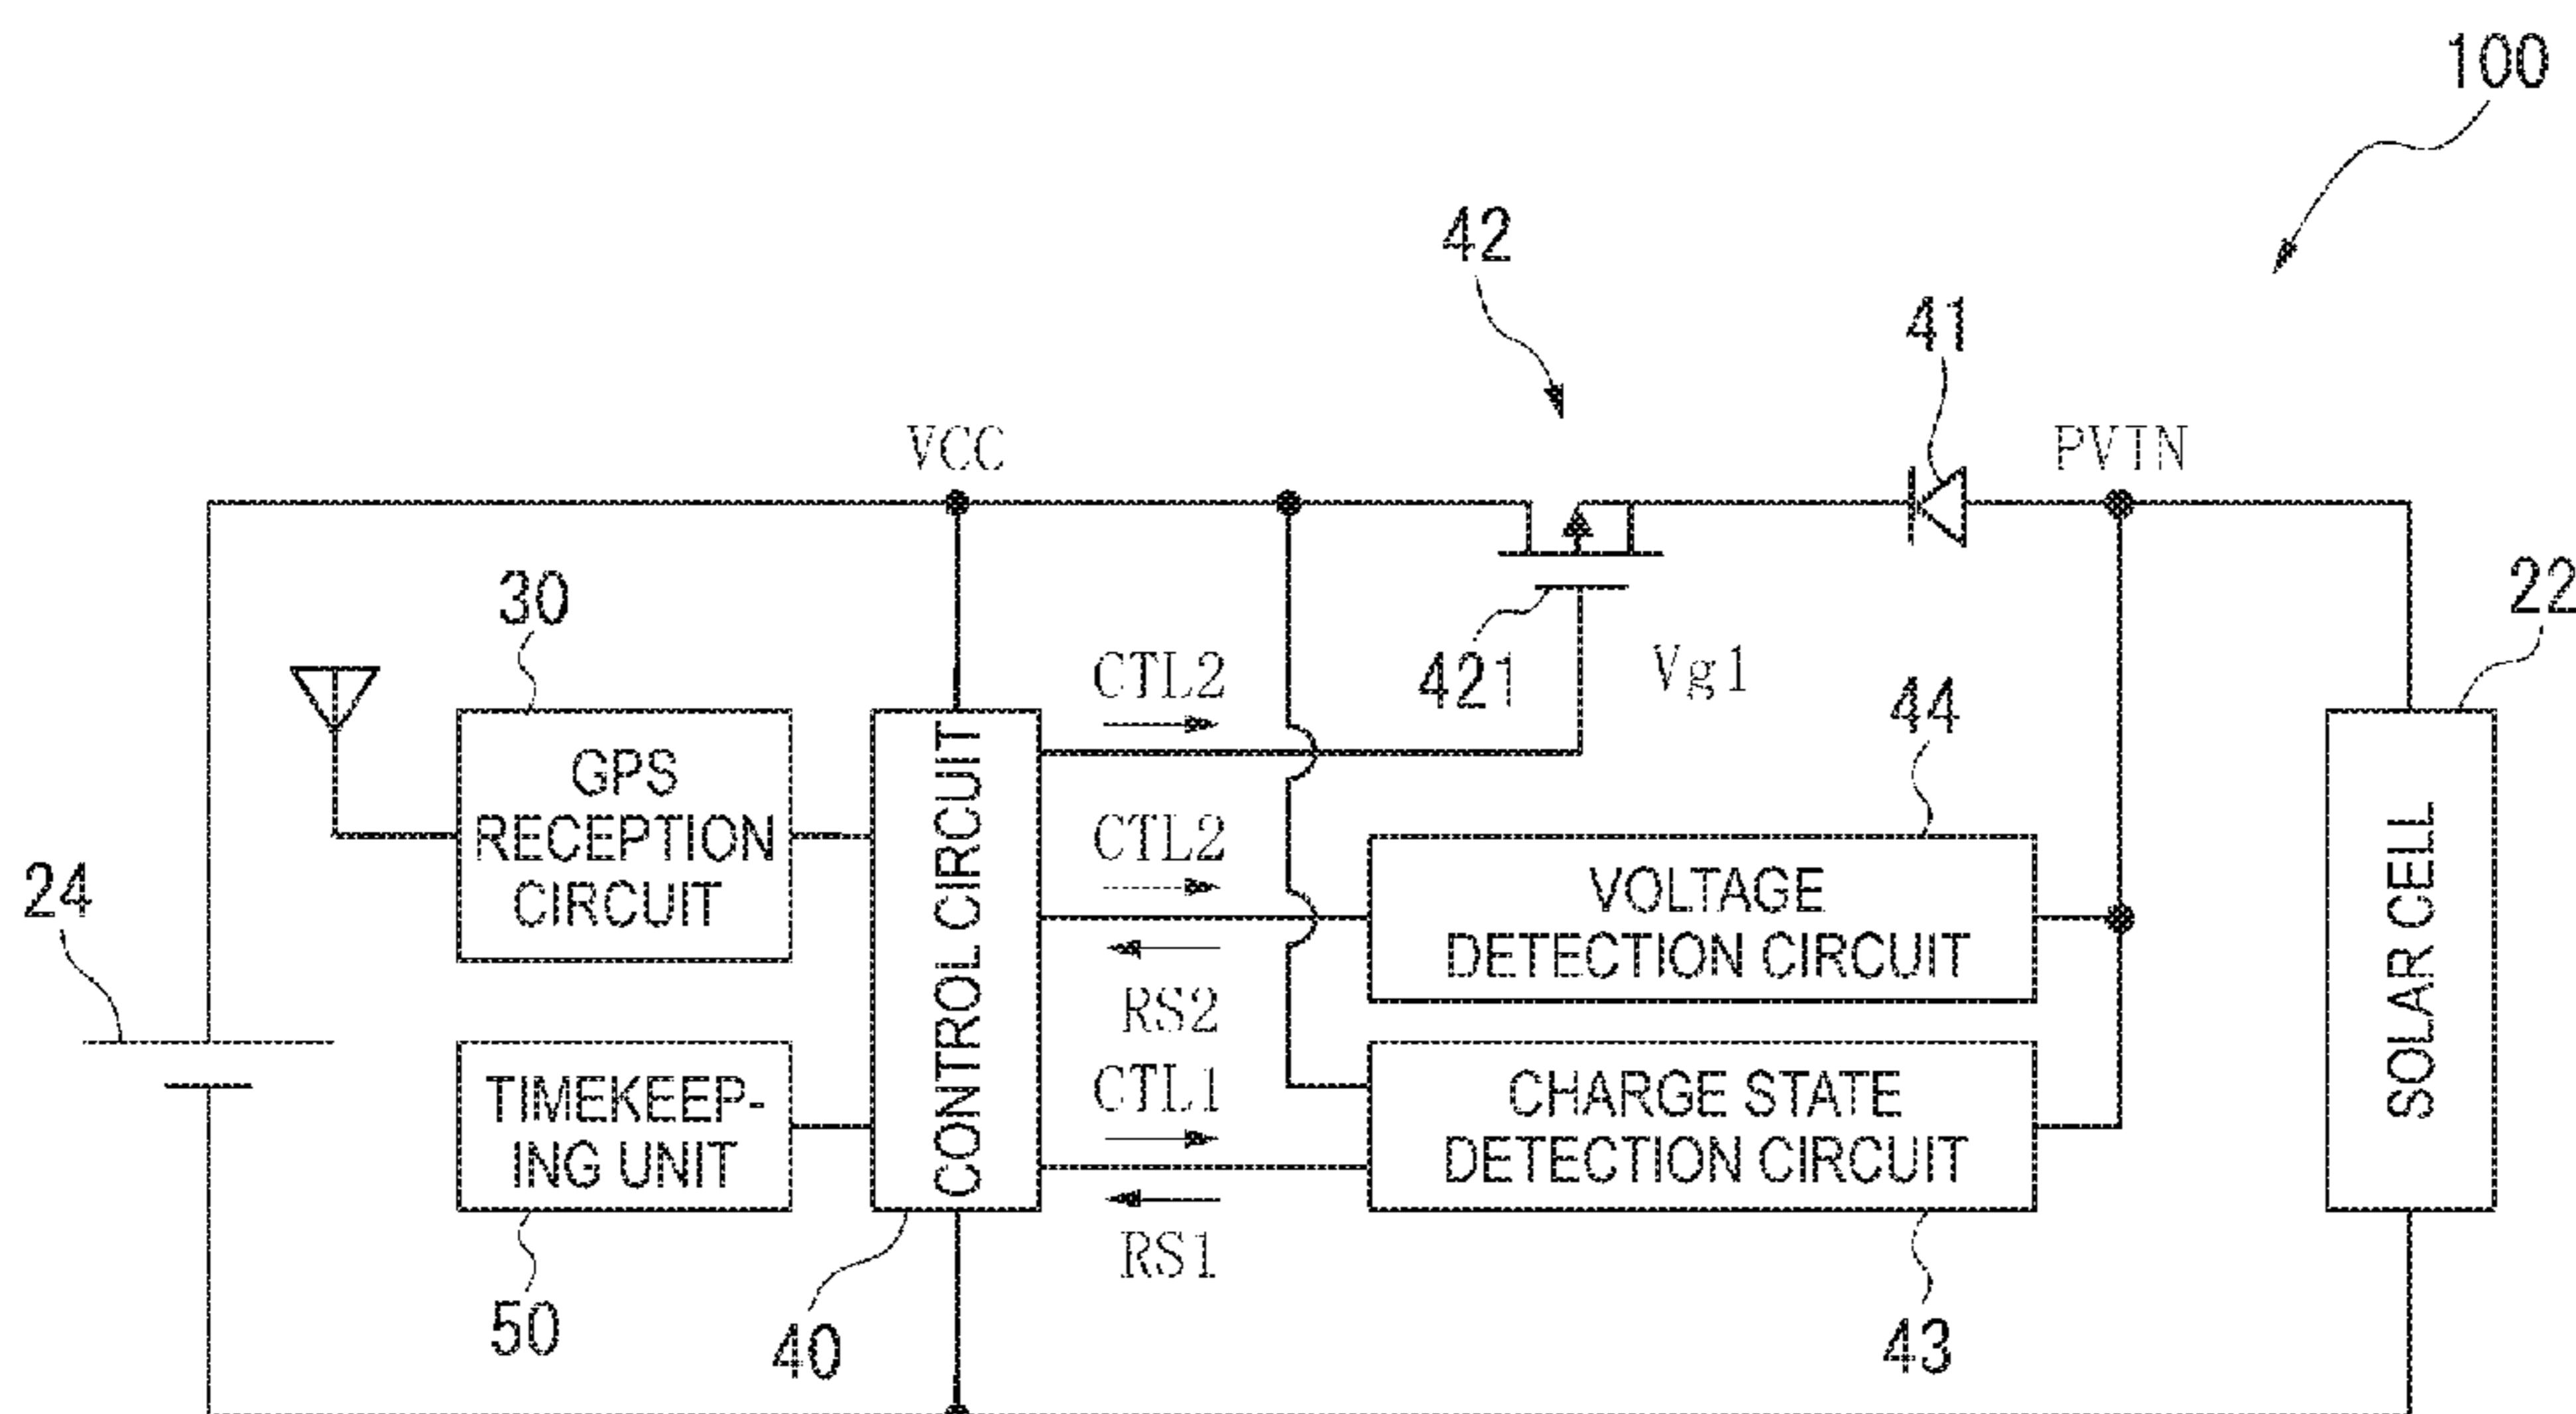 100
42
41
VCC
PVIN
30
22
CTL2
421
Vg1
44
GPS
RECEPTION
CIRCUIT
CONTROL CIRCUIT
CTL2
VOLTAGE
DETECTION CIRCUIT
SOLAR CELL
24
RS2
TIMEKEEP-
ING UNIT
CTL1
CHARGE STATE
DETECTION CIRCUIT
RS1
50
40
43